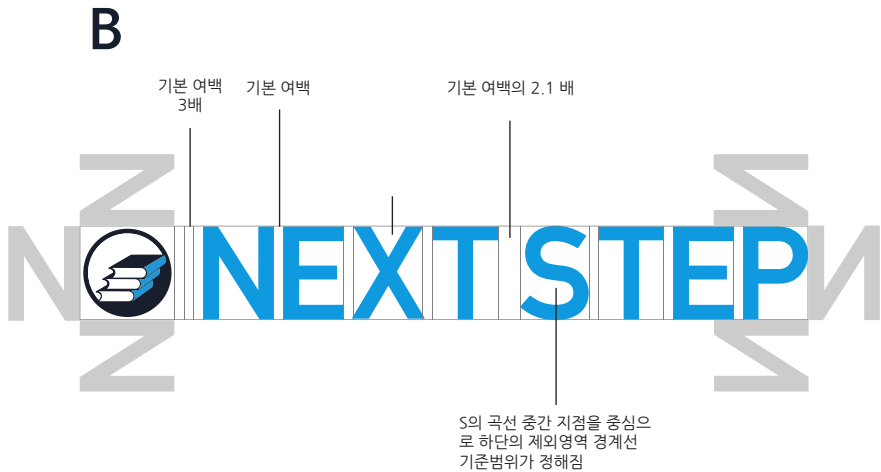 B
기본 여백
3배
기본 여백
기본 여백의 2.1 배
N
N
N
N
N
N
NEXT STEP
N
N
S의 곡선 중간 지점을 중심으
로 하단의 제외영역 경계선
기준범위가 정해짐